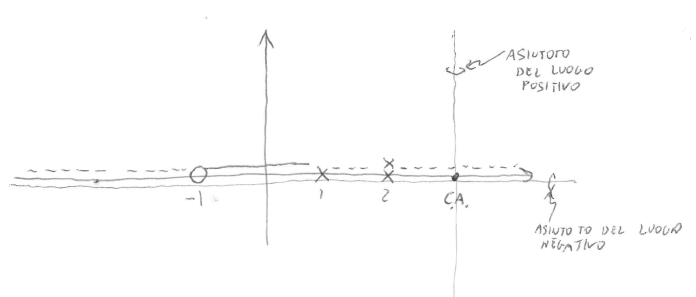 ASINTOTO
DEL LUOGO
POSITIVO
-1
1
2
C.A.
ASINTOTO DEL LUOGO
NEGATIVO